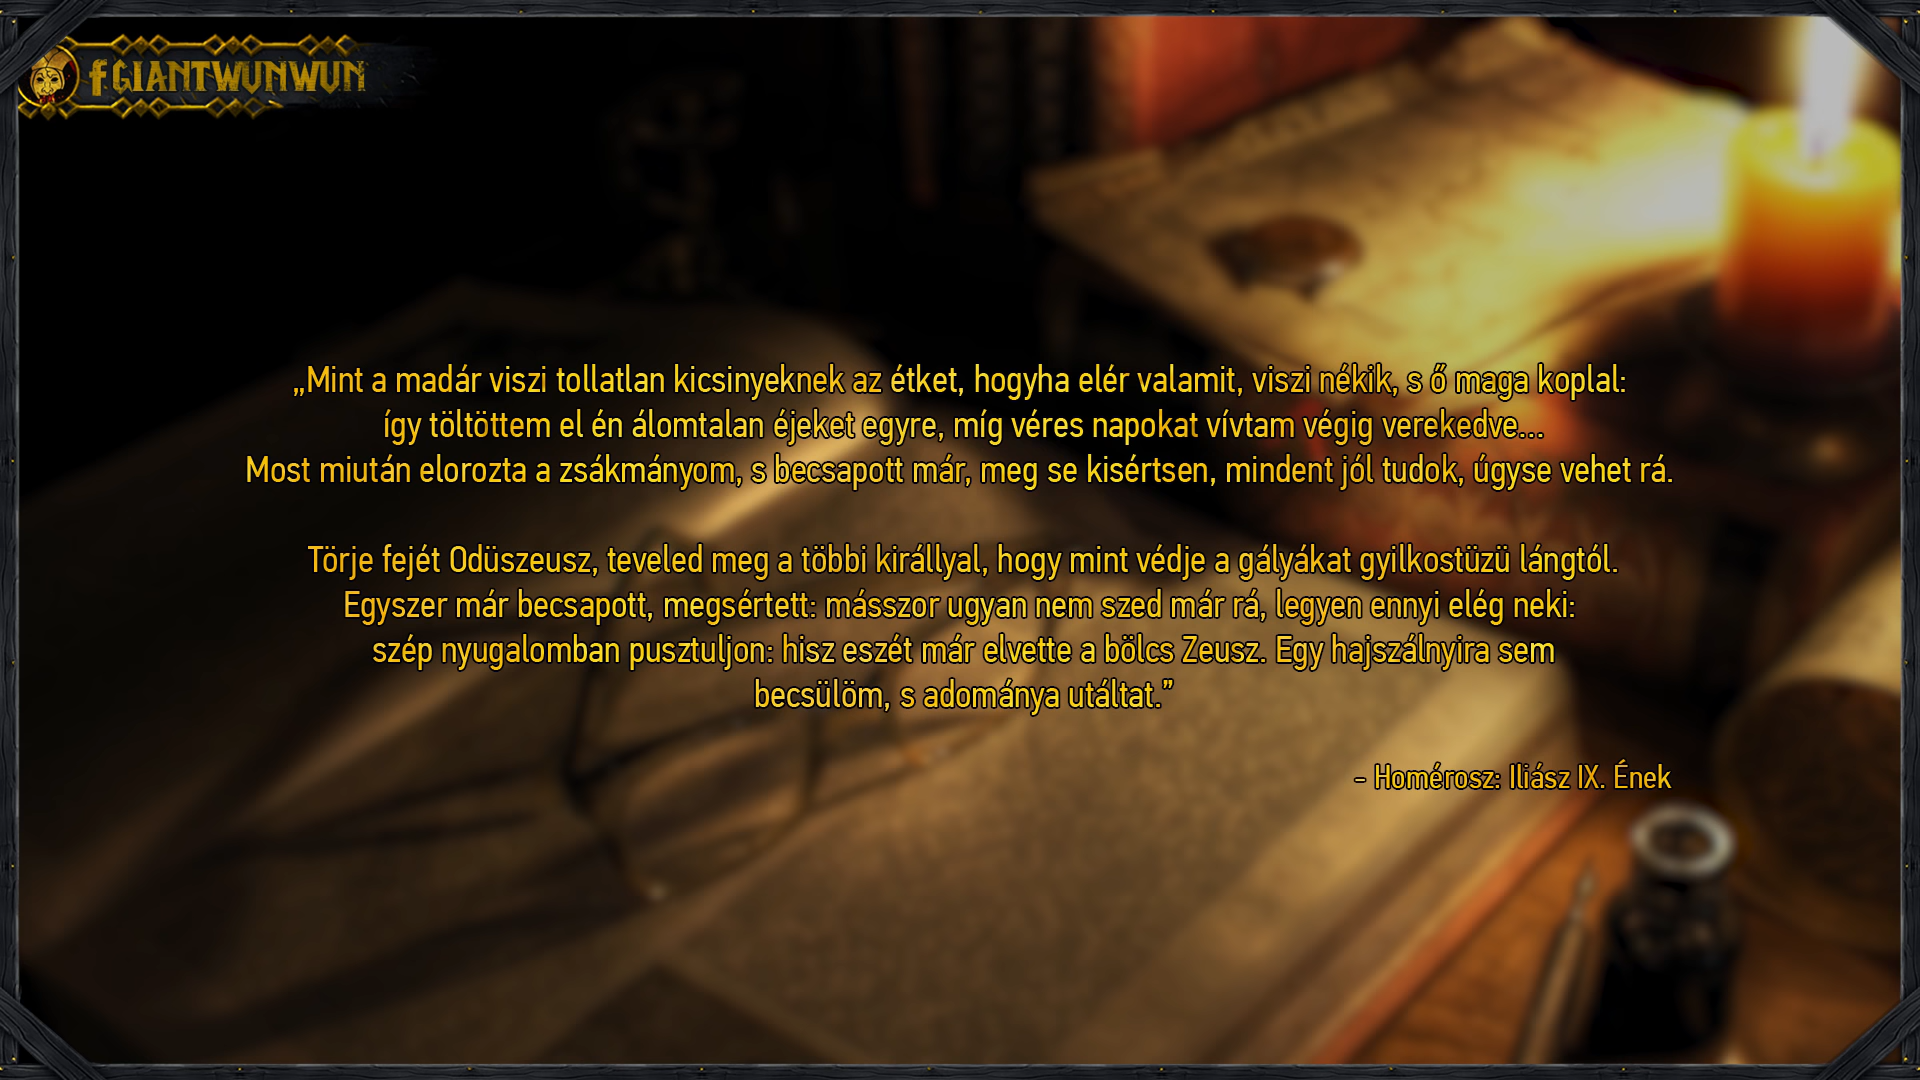 fGIANTWUNWUN
„Mint a madár viszi tollatlan kicsinyeknek az étket, hogyha elér valamit, viszi nékik, s ő maga koplal:
így töltöttem el én álomtalan éjeket egyre, míg véres napokat vívtam végig verekedve...
Most miután elorozta a zsákmányom, s becsapott már, meg se kisértsen, mindent jól tudok, úgyse vehet rá.
Törje fejét Odüszeusz, teveled meg a többi királlyal, hogy mint védje a gályákat gyilkostüzü lángtól.
Egyszer már becsapott, megsértett: másszor ugyan nem szed már rá, legyen ennyi elég neki:
szép nyugalomban pusztuljon: hisz eszét már elvette a bölcs Zeusz. Egy hajszálnyira sem
becsülöm, s adománya utáltat.”
- Homérosz: Iliász IX. Ének